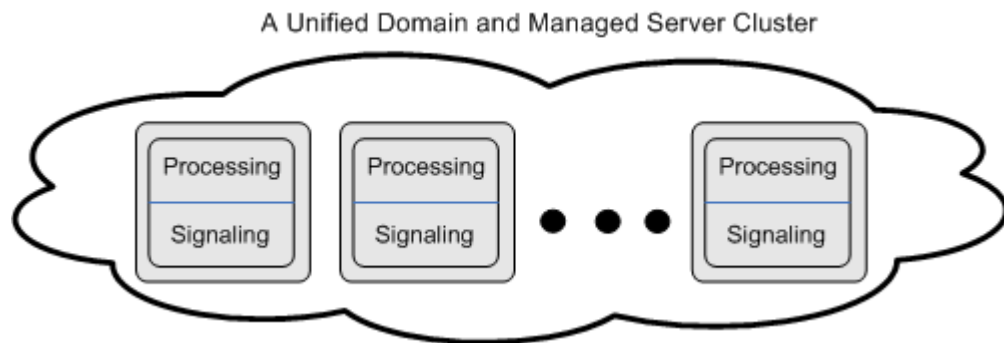 A Unified Domain and Managed Server Cluster
Processing
Signaling
Processing
Signaling
Processing
Signaling